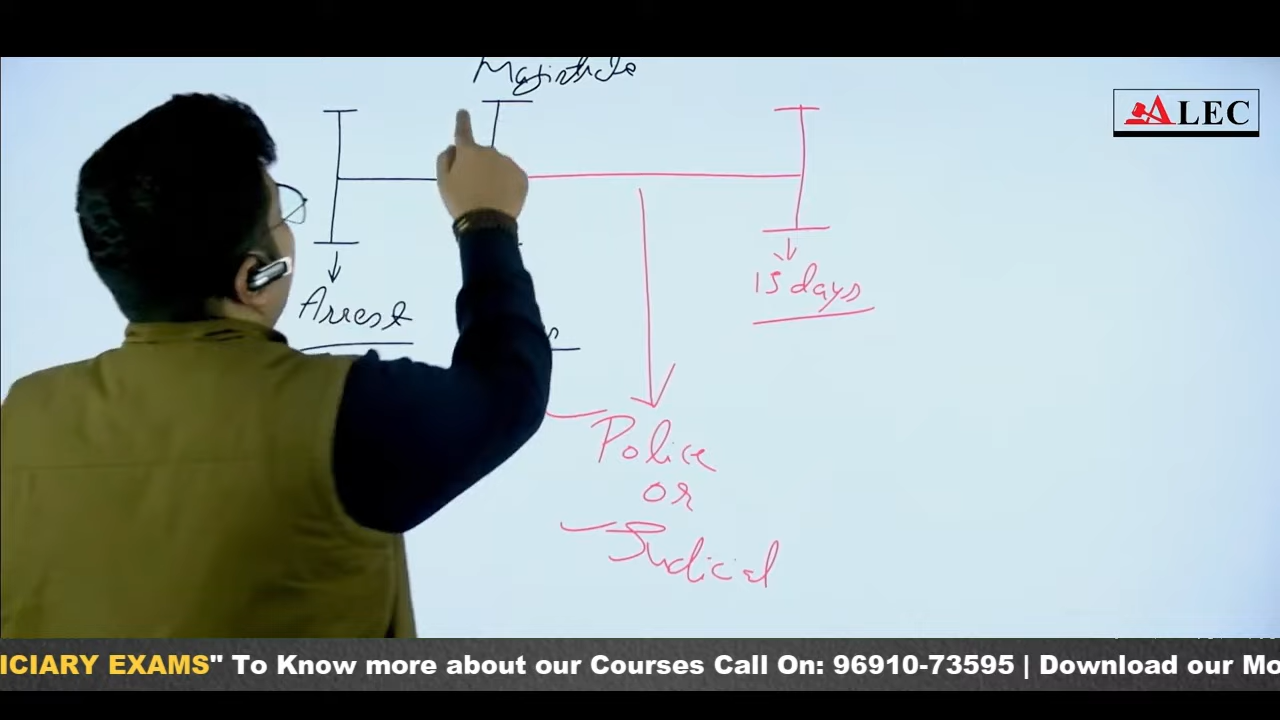 Magistrate
ALEC
15 days
Arrest
Police
or
Judicial
ICIARY EXAMS" To Know more about our Courses Call On: 96910-73595 | Download our Mo